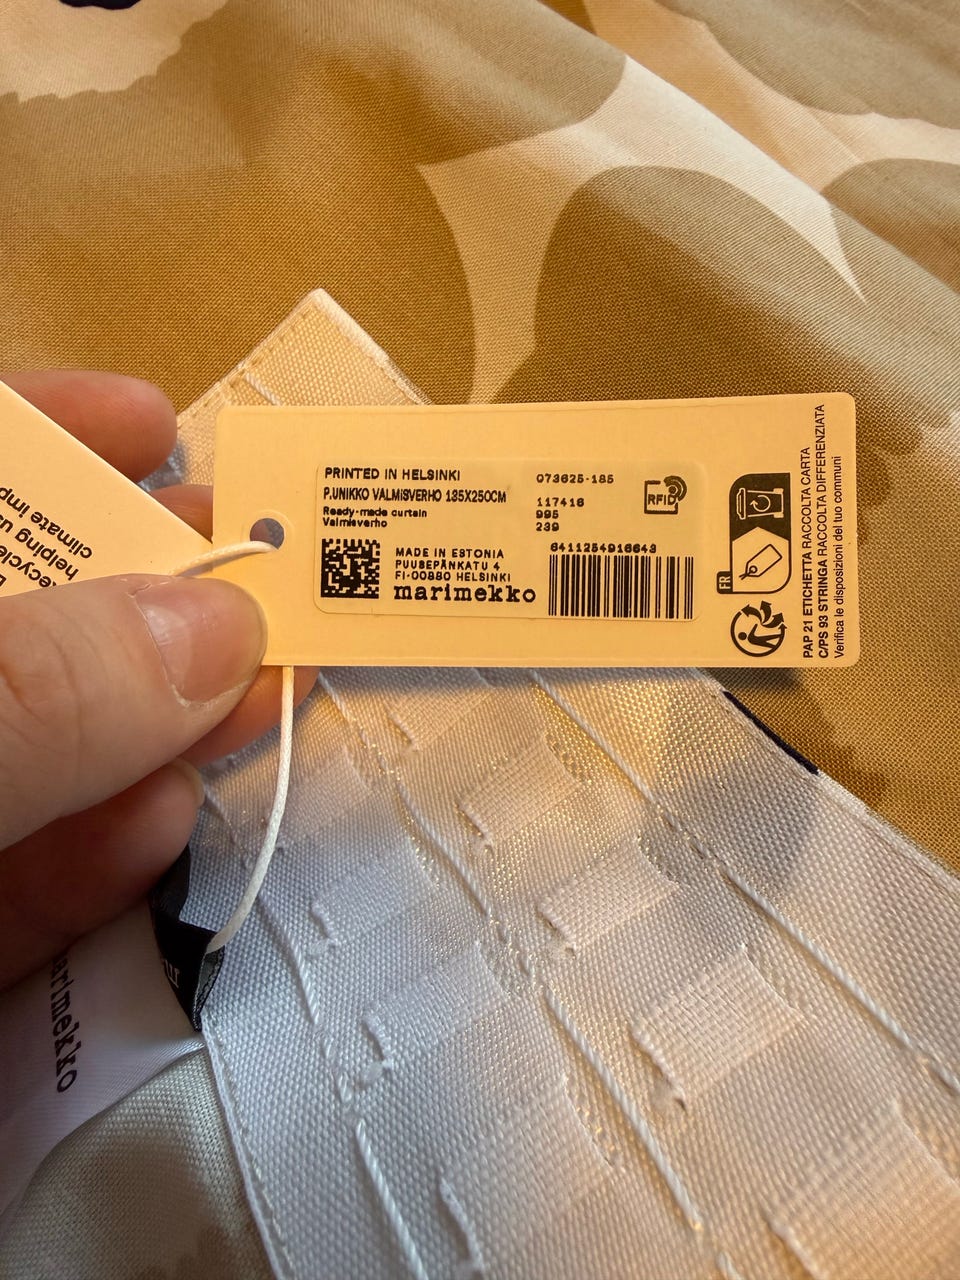 PRINTED IN HELSINKI
P.UNIKKO VALMISVERHO 135X250CM
Ready-made curtain
Valmisverho
073625-185
117416
995
239
RFID
MADE IN ESTONIA
PUUSEPÄNKATU 4
FI-00880 HELSINKI
marimekko
6411254916643
FR
PAP 21 ETICHETTA RACCOLTA CARTA
C/PS 93 STRINGA RACCOLTA DIFFERENZIATA
Verifica le disposizioni del tuo communi
climate imp
helping us
recycle
marimekko